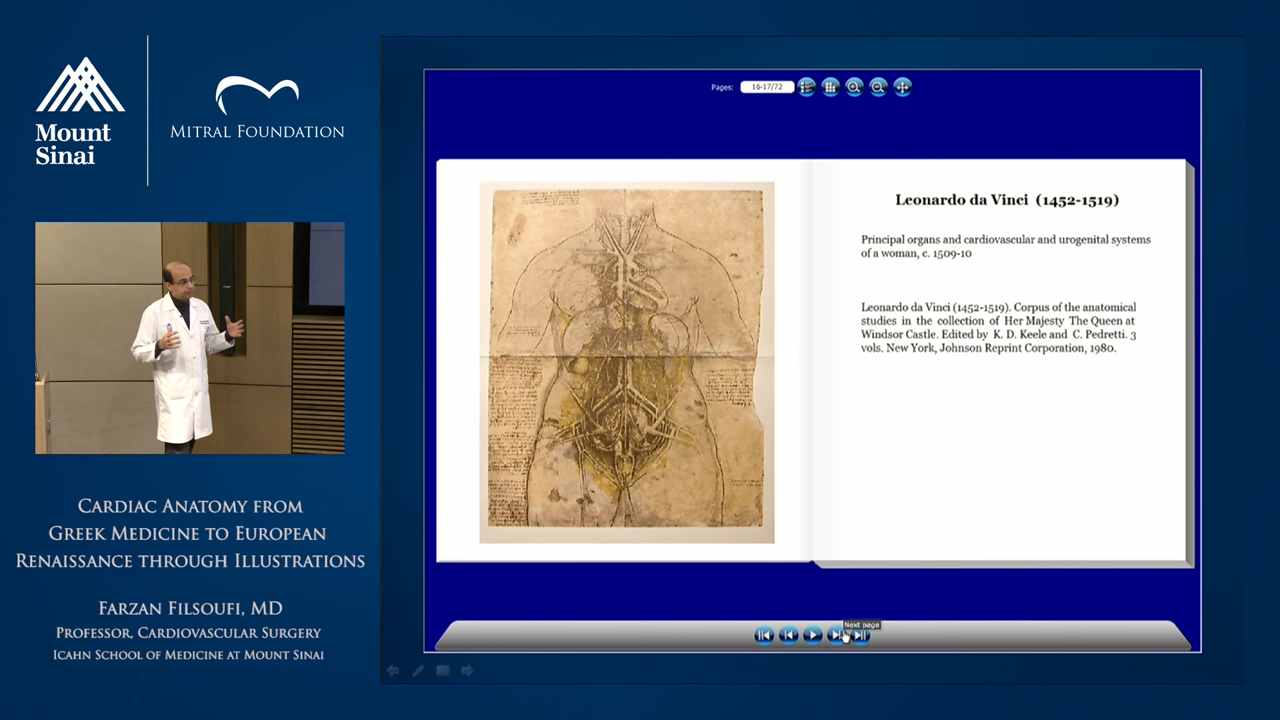 Mount
Sinai
MITRAL FOUNDATION
CARDIAC ANATOMY FROM
GREEK MEDICINE TO EUROPEAN
RENAISSANCE THROUGH ILLUSTRATIONS
FARZAN FILSOUFI, MD
PROFESSOR, CARDIOVASCULAR SURGERY
ICAHN SCHOOL OF MEDICINE AT MOUNT SINAI
Pages: 16-17/72
Leonardo da Vinci (1452-1519)
Principal organs and cardiovascular and urogenital systems
of a woman, c. 1509-10
Leonardo da Vinci (1452-1519). Corpus of the anatomical
studies in the collection of Her Majesty The Queen at
Windsor Castle. Edited by K. D. Keele and C. Pedretti. 3
vols. New York, Johnson Reprint Corporation, 1980.
Next page